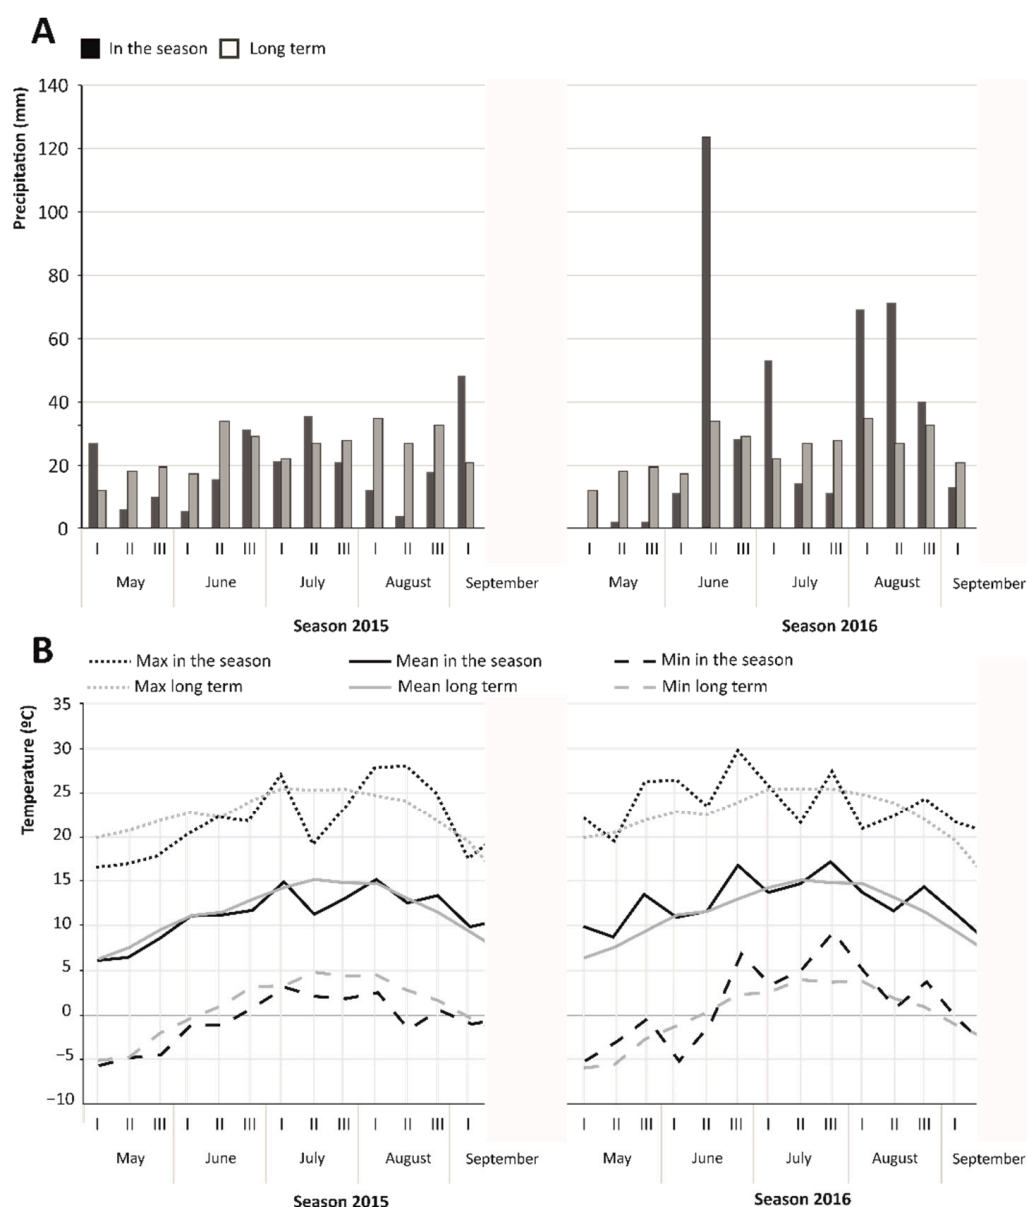 A
In the season Long term
Precipitation (mm)
140
120
100
80
60
40
20
0
I II III I II III I II III I II III I
May June July August September
Season 2015
I II III I II III I II III I II III I
May June July August September
Season 2016
B
Max in the season Mean in the season Min in the season
Max long term Mean long term Min long term
Temperature (ºC)
35
30
25
20
15
10
5
0
−5
−10
I II III I II III I II III I II III I
May June July August September
Season 2015
I II III I II III I II III I II III I
May June July August September
Season 2016